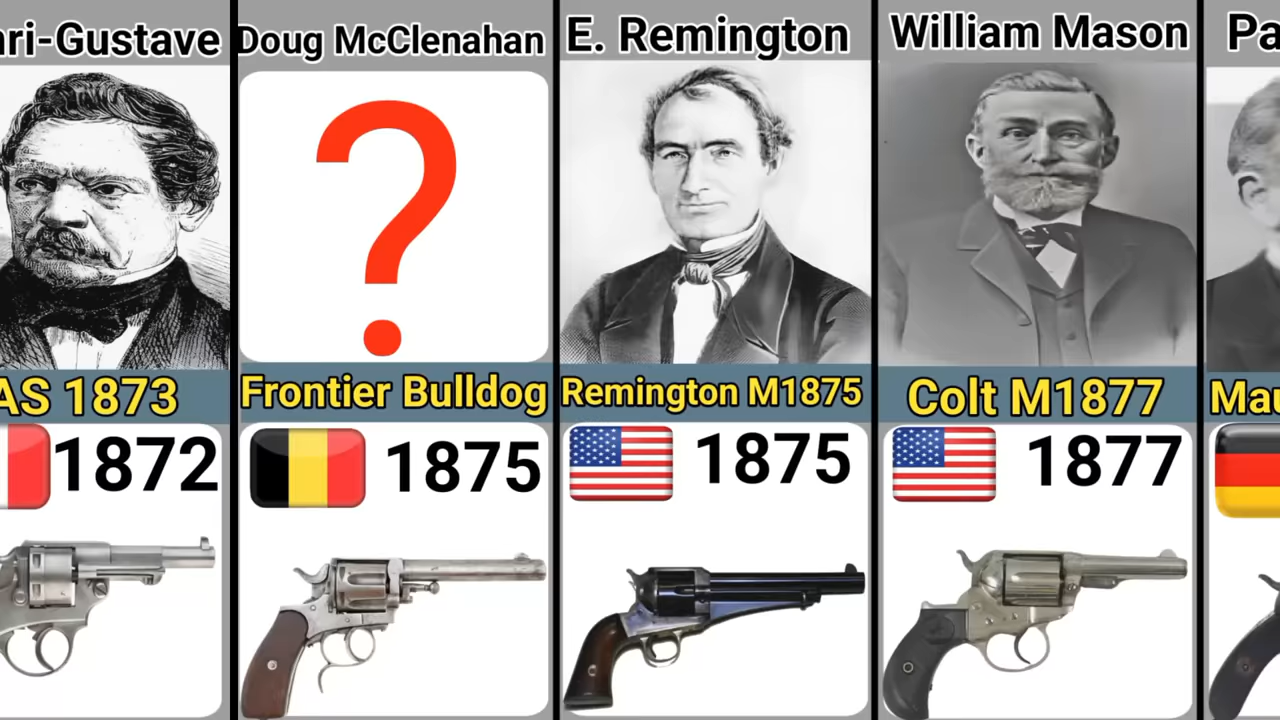 ri-Gustave
Doug McClenahan
E. Remington
William Mason
Pa
?
AS 1873
Frontier Bulldog
Remington M1875
Colt M1877
Mau
1872
1875
1875
1877